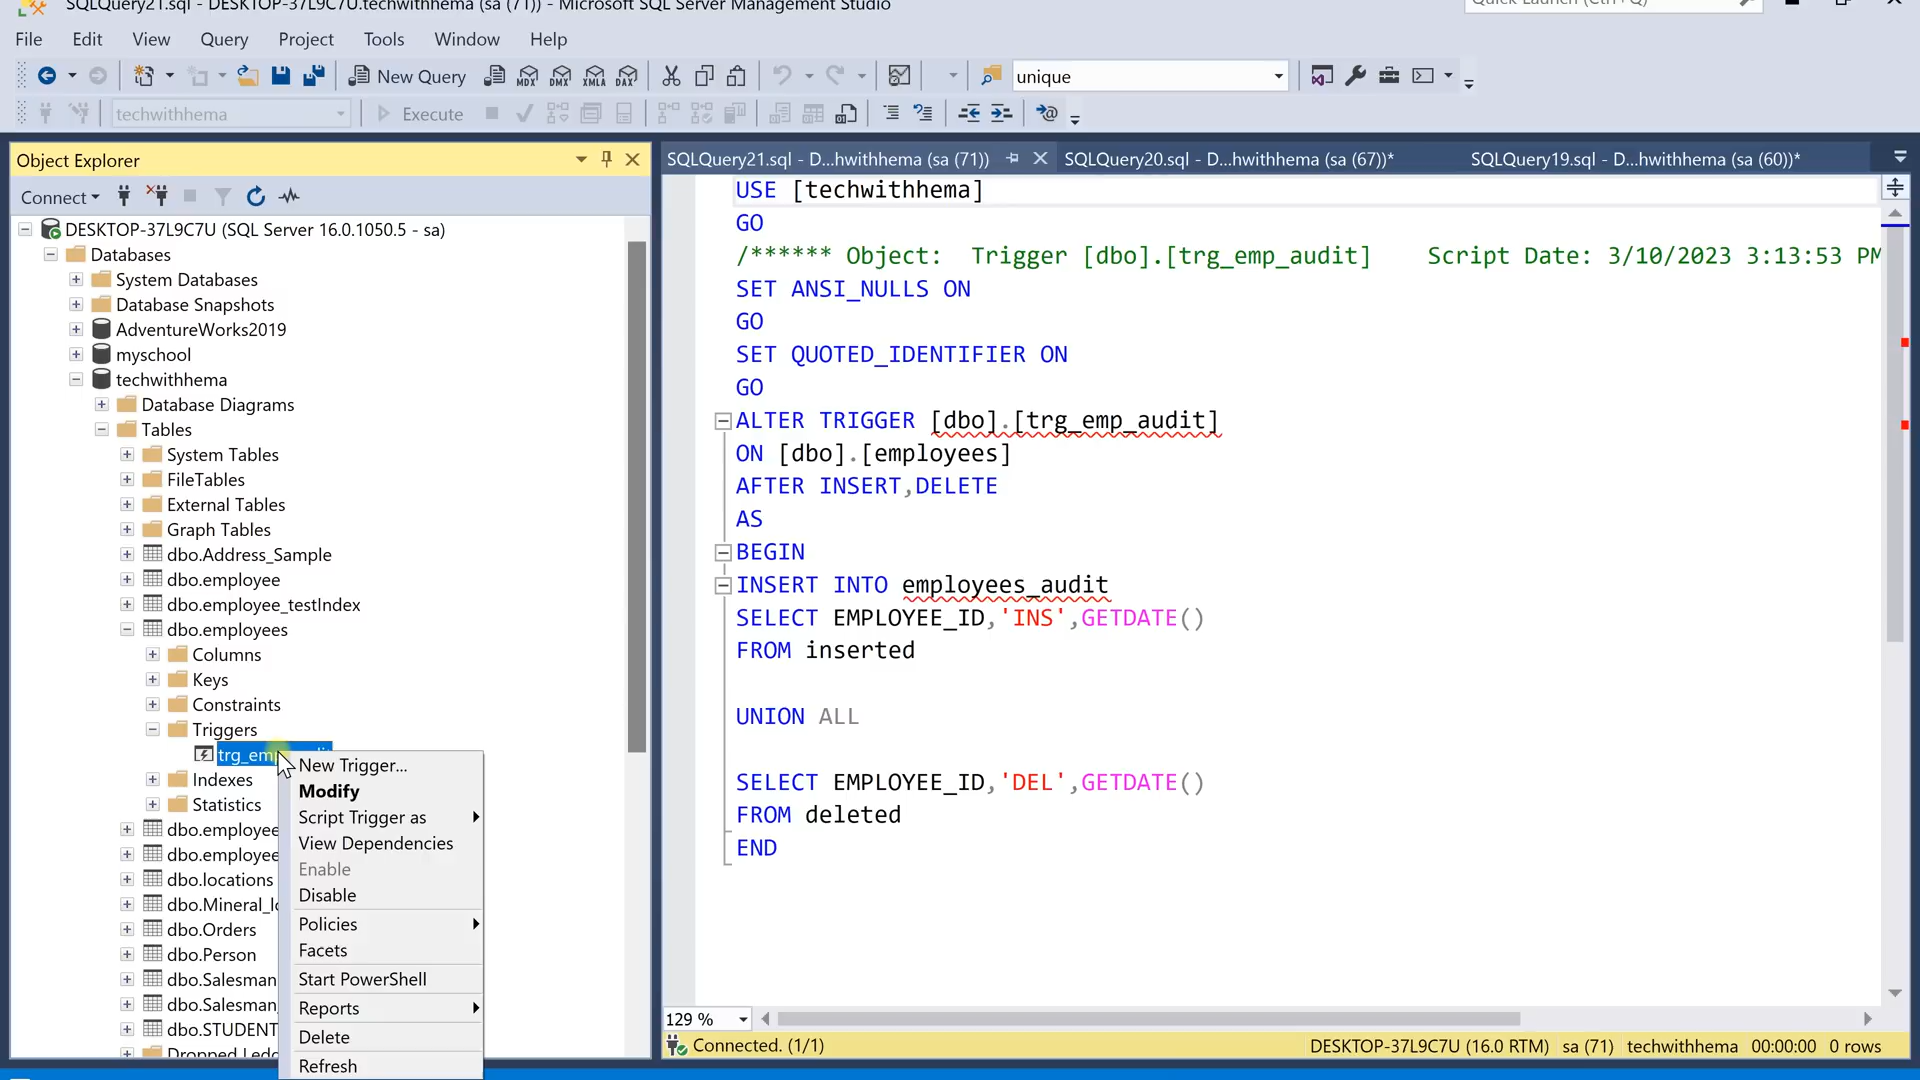 SQLQuery21.sql - DESKTOP-37L9C7U.techwithhema (sa (71)) - Microsoft SQL Server Management Studio
Quick Launch (Ctrl+Q)
File Edit View Query Project Tools Window Help
New Query MDX DMX XMLA DAX unique
techwithhema Execute
Object Explorer
Connect
DESKTOP-37L9C7U (SQL Server 16.0.1050.5 - sa)
Databases
System Databases
Database Snapshots
AdventureWorks2019
myschool
techwithhema
Database Diagrams
Tables
System Tables
FileTables
External Tables
Graph Tables
dbo.Address_Sample
dbo.employee
dbo.employee_testIndex
dbo.employees
Columns
Keys
Constraints
Triggers
Indexes
Statistics
dbo.locations
dbo.Orders
dbo.Person
New Trigger...
Modify
Script Trigger as
View Dependencies
Enable
Disable
Policies
Facets
Start PowerShell
Reports
Delete
Refresh
SQLQuery21.sql - D...hwithhema (sa (71)) SQLQuery20.sql - D...hwithhema (sa (67))* SQLQuery19.sql - D...hwithhema (sa (60))*
USE [techwithhema]
GO
/****** Object: Trigger [dbo].[trg_emp_audit] Script Date: 3/10/2023 3:13:53 PM
SET ANSI_NULLS ON
GO
SET QUOTED_IDENTIFIER ON
GO
ALTER TRIGGER [dbo].[trg_emp_audit]
ON [dbo].[employees]
AFTER INSERT,DELETE
AS
BEGIN
INSERT INTO employees_audit
SELECT EMPLOYEE_ID,'INS',GETDATE()
FROM inserted
UNION ALL
SELECT EMPLOYEE_ID,'DEL',GETDATE()
FROM deleted
END
129 %
Connected. (1/1) DESKTOP-37L9C7U (16.0 RTM) sa (71) techwithhema 00:00:00 0 rows